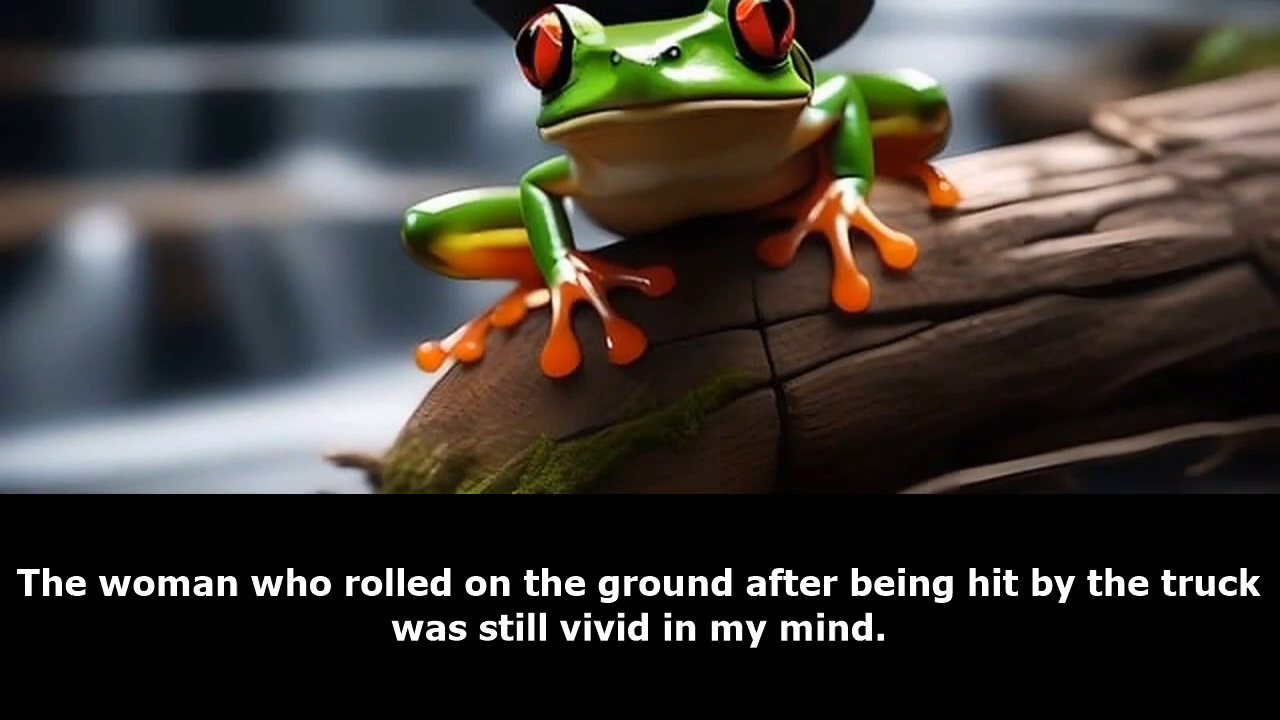 The woman who rolled on the ground after being hit by the truck
was still vivid in my mind.